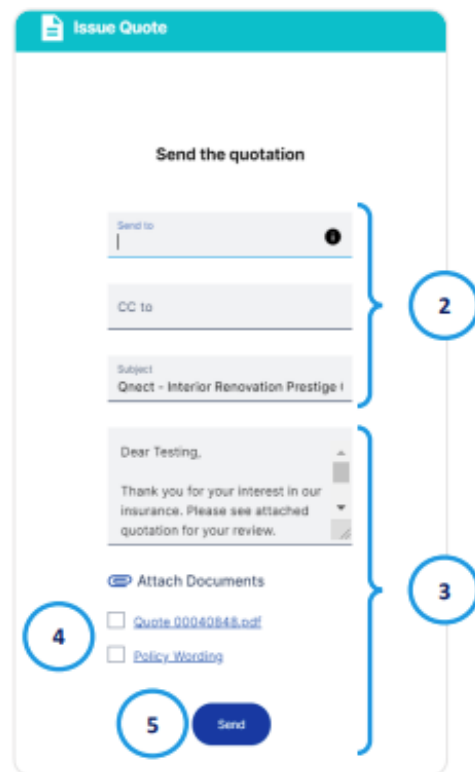 Issue Quote
Send the quotation
Send to
CC to
2
Subject
Qnect - Interior Renovation Prestige
Dear Testing,
Thank you for your interest in our
insurance. Please see attached
quotation for your review.
Attach Documents
3
4
Quote 00040848.pdf
Policy Wording
5
Send